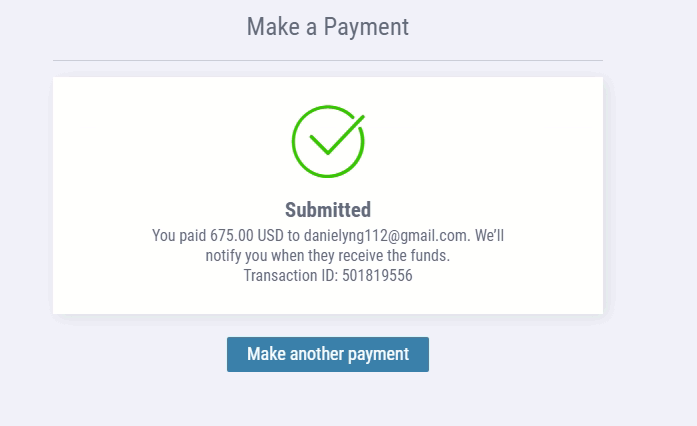 Make a Payment
Submitted
You paid 675.00 USD to danielyng112@gmail.com. We'll
notify you when they receive the funds.
Transaction ID: 501819556
Make another payment